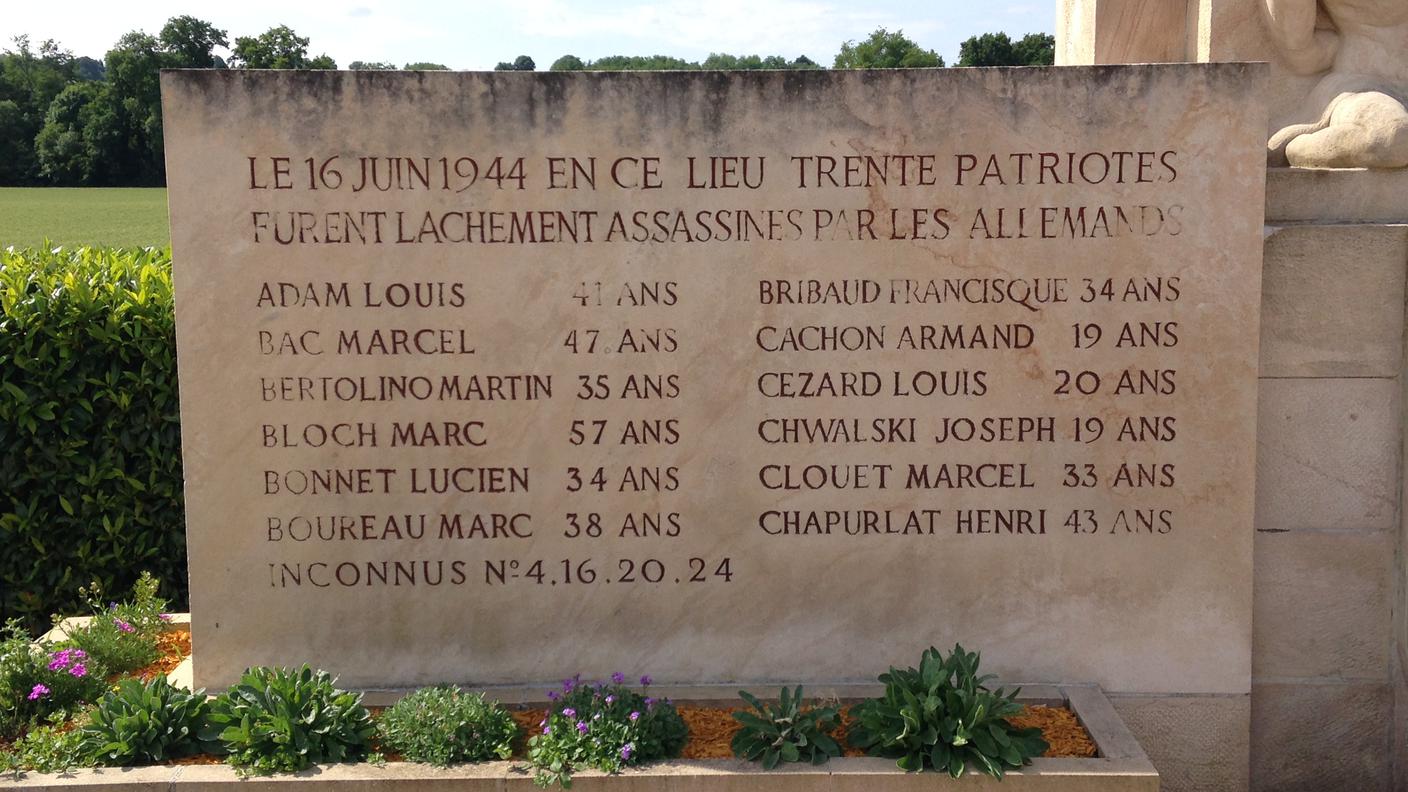 LE 16 JUIN 1944 EN CE LIEU TRENTE PATRIOTES
FURENT LACHEMENT ASSASSINES PAR LES ALLEMANDS
ADAM LOUIS 41 ANS
BAC MARCEL 47 ANS
BERTOLINO MARTIN 35 ANS
BLOCH MARC 57 ANS
BONNET LUCIEN 34 ANS
BOUREAU MARC 38 ANS
BRIBAUD FRANCISQUE 34 ANS
CACHON ARMAND 19 ANS
CEZARD LOUIS 20 ANS
CHWALSKI JOSEPH 19 ANS
CLOUET MARCEL 33 ANS
CHAPURLAT HENRI 43 ANS
INCONNUS Nº 4.16.20.24